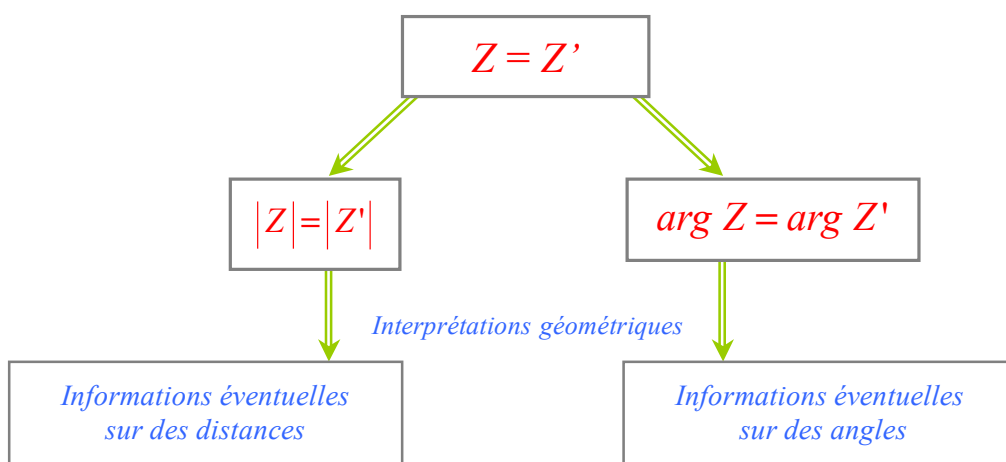 Z = Z’
|Z|=|Z'|
arg Z = arg Z'
Interprétations géométriques
Informations éventuelles
sur des distances
Informations éventuelles
sur des angles